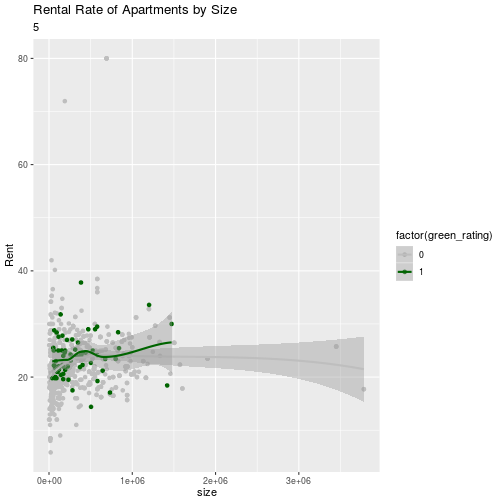 Rental Rate of Apartments by Size
5
80
60
40
20
Rent
0e+00 1e+06 2e+06 3e+06
size
factor(green_rating)
0
1